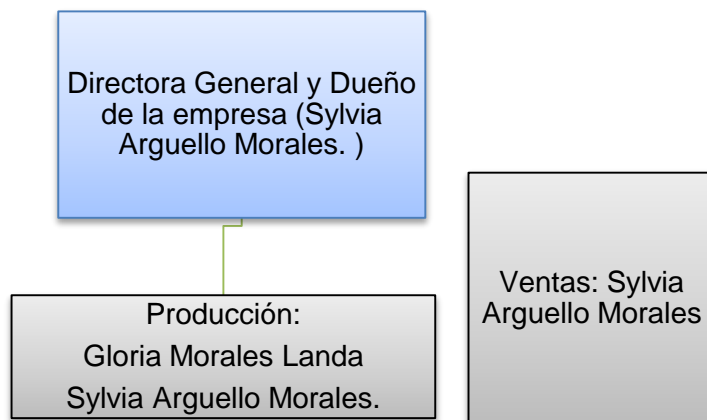 Directora General y Dueño
de la empresa (Sylvia
Arguello Morales. )
Producción:
Gloria Morales Landa
Sylvia Arguello Morales.
Ventas: Sylvia
Arguello Morales